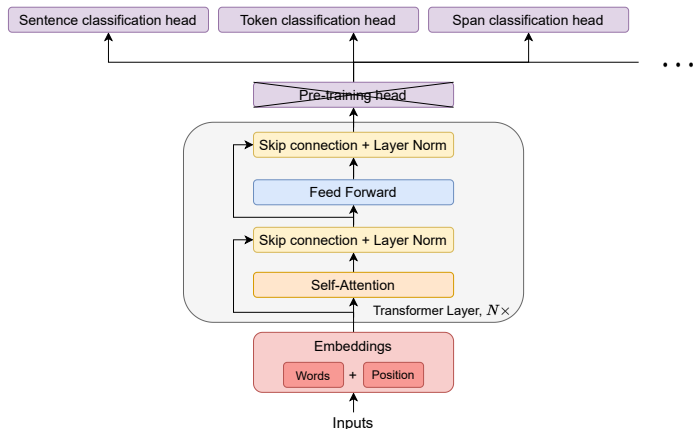 Sentence classification head
Token classification head
Span classification head
...
Pre-training head
Skip connection + Layer Norm
Feed Forward
Skip connection + Layer Norm
Self-Attention
Transformer Layer, N×
Embeddings
Words + Position
Inputs